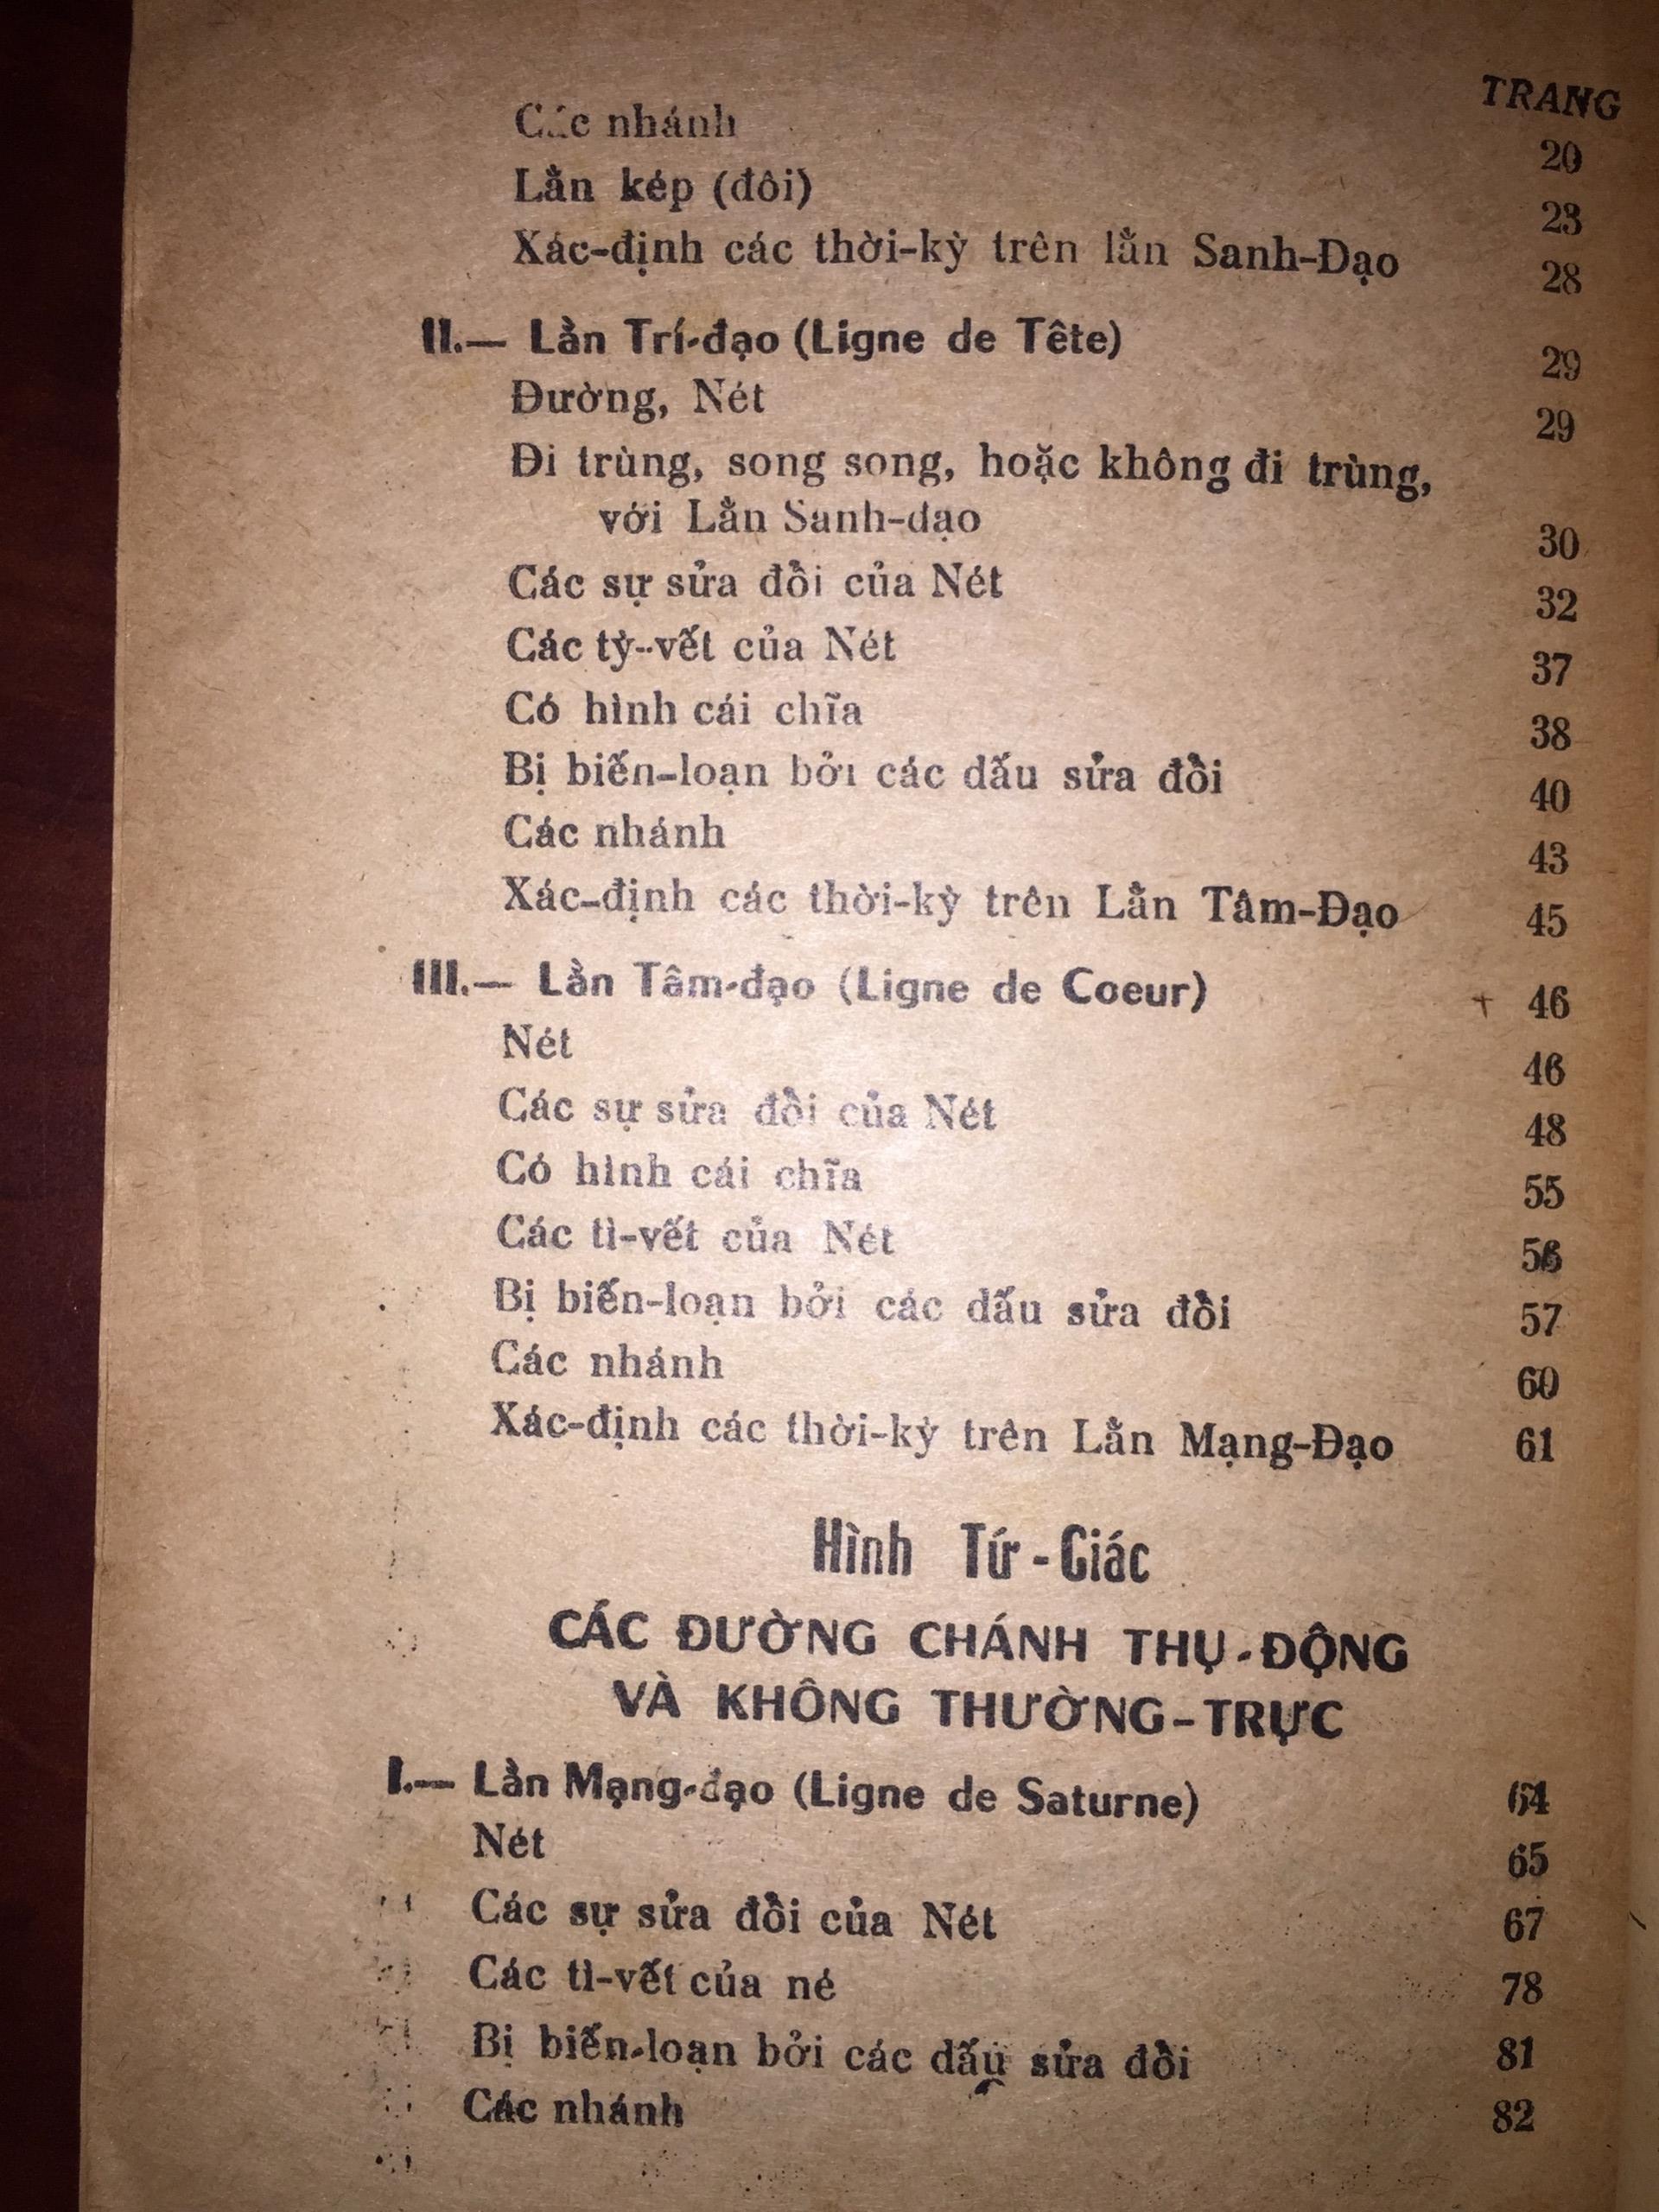 TRANG
Các nhánh 20
Lằn kép (đôi) 23
Xác-định các thời-kỳ trên lằn Sanh-Đạo 28
II.— Lằn Trí-đạo (Ligne de Tête) 29
Đường, Nét 29
Đi trùng, song song, hoặc không đi trùng,
với Lằn Sanh-đạo 30
Các sự sửa đổi của Nét 32
Các tỳ-vết của Nét 37
Có hình cái chĩa 38
Bị biến-loạn bởi các dấu sửa đổi 40
Các nhánh 43
Xác-định các thời-kỳ trên Lằn Tâm-Đạo 45
III.— Lằn Tâm-đạo (Ligne de Coeur) 46
Nét 46
Các sự sửa đổi của Nét 48
Có hình cái chĩa 55
Các tì-vết của Nét 56
Bị biến-loạn bởi các dấu sửa đổi 57
Các nhánh 60
Xác-định các thời-kỳ trên Lằn Mạng-Đạo 61
Hình Tứ-Giác
CÁC ĐƯỜNG CHÁNH THỤ-ĐỘNG
VÀ KHÔNG THƯỜNG-TRỰC
I.— Lằn Mạng-đạo (Ligne de Saturne) 64
Nét 65
Các sự sửa đổi của Nét 67
Các tì-vết của né 78
Bị biến-loạn bởi các dấu sửa đổi 81
Các nhánh 82